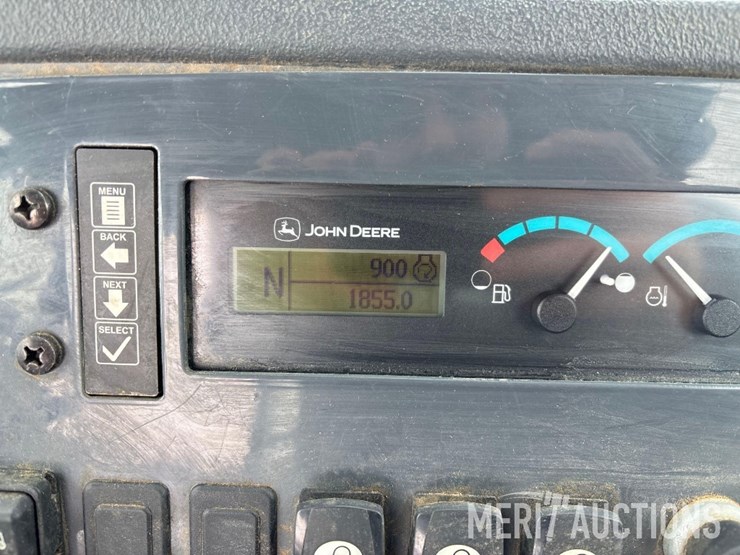 MENU
BACK
NEXT
SELECT
JOHN DEERE
N
900
1855.0
MERIT AUCTIONS